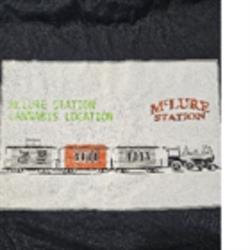 McLURE STATION
CANNABIS LOCATION
McLURE
STATION